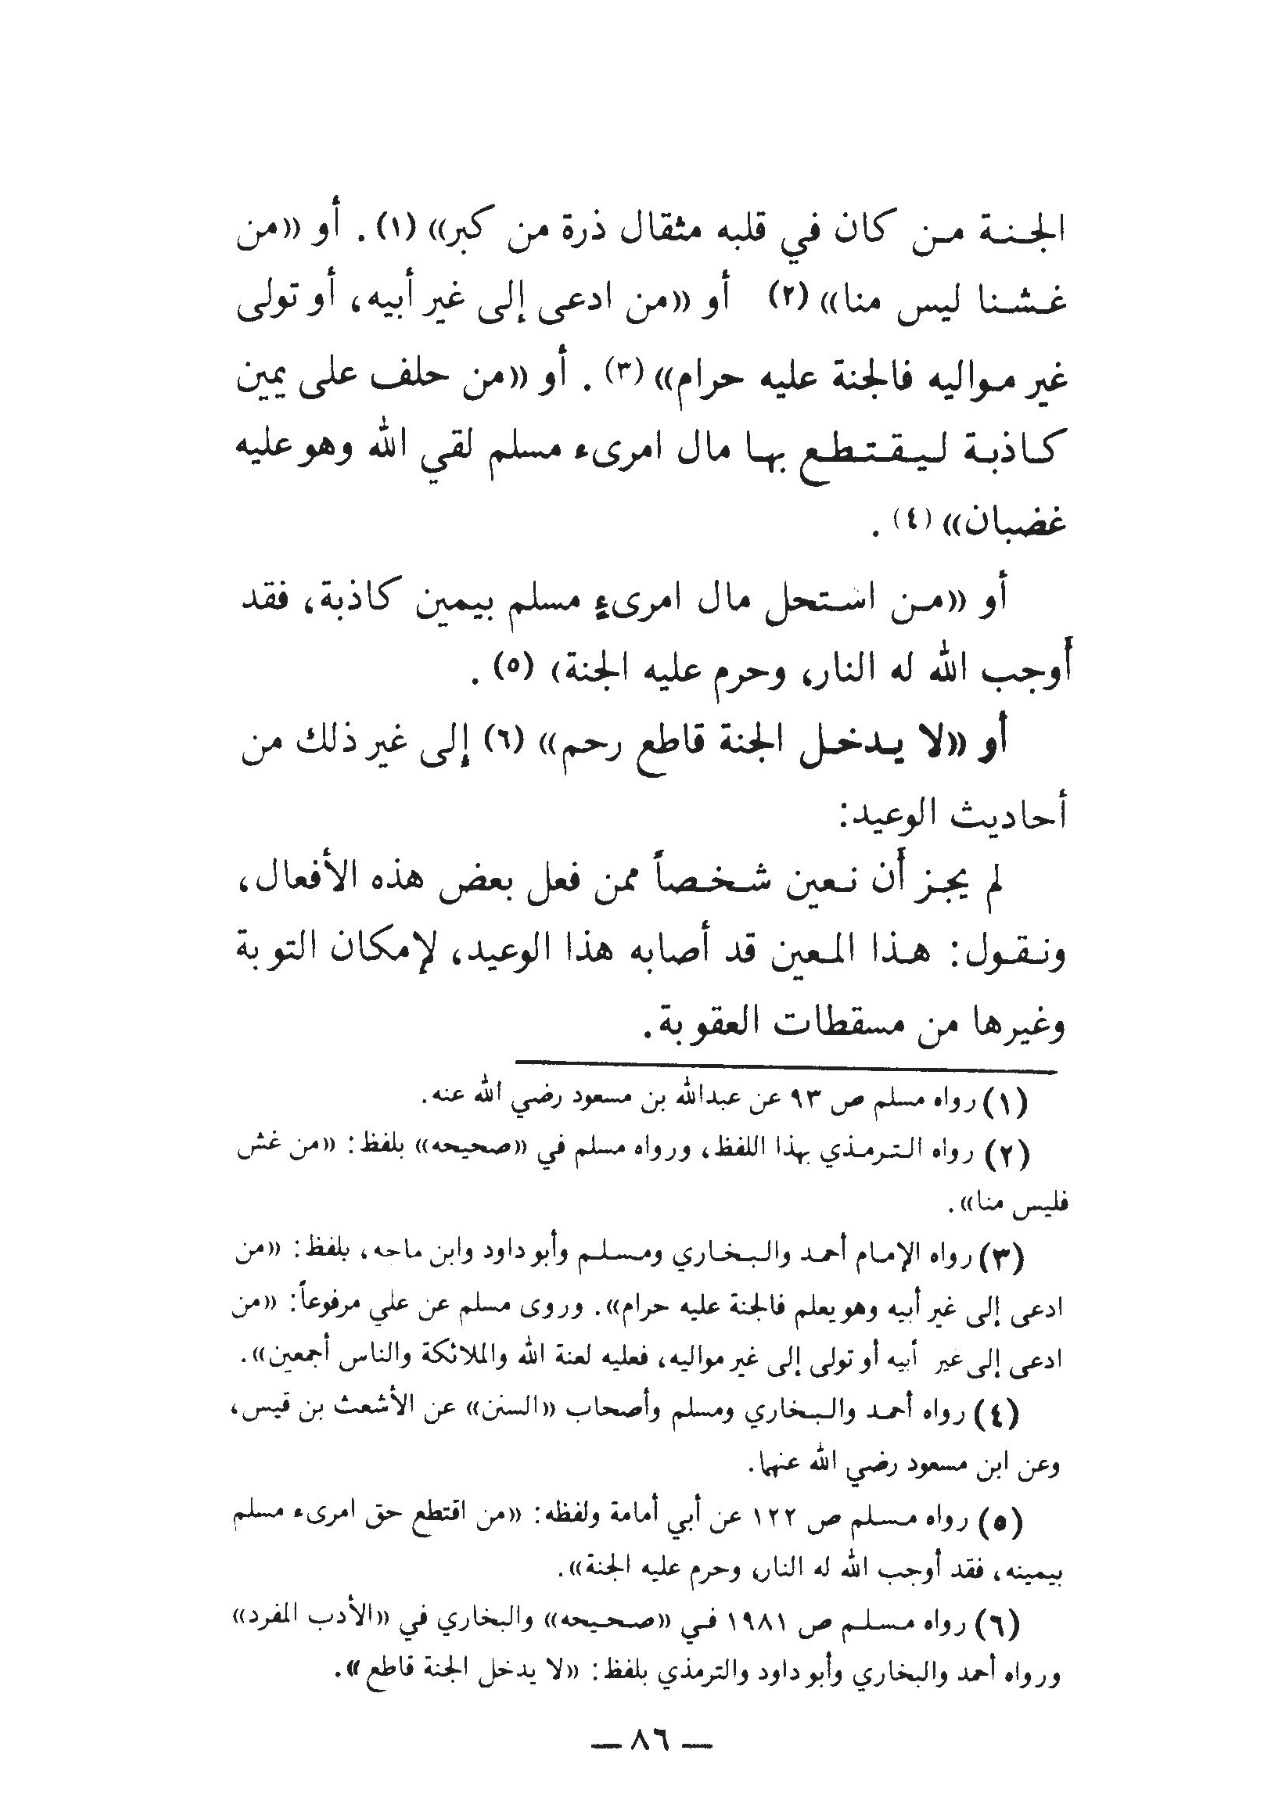 الجنة من كان في قلبه مثقال ذرة من كبر» (١) . أو «من
غشنا ليس منا» (٢) أو «من ادعى إلى غير أبيه، أو تولى
غير مواليه فالجنة عليه حرام» (٣) . أو «من حلف على يمين
كاذبة ليقتطع بها مال امرىء مسلم لقي الله وهو عليه
غضبان» (٤) .
أو «من استحل مال امرىءٍ مسلم بيمين كاذبة، فقد
أوجب الله له النار، وحرم عليه الجنة» (٥) .
أو «لا يدخل الجنة قاطع رحم» (٦) إلى غير ذلك من
أحاديث الوعيد:
لم يجز أن نعين شخصاً ممن فعل بعض هذه الأفعال،
ونقول: هذا المعين قد أصابه هذا الوعيد، لإمكان التوبة
وغيرها من مسقطات العقوبة.
(١) رواه مسلم ص ٩٣ عن عبدالله بن مسعود رضي الله عنه.
(٢) رواه الترمذي بهذا اللفظ، ورواه مسلم في «صحيحه» بلفظ: «من غش
فليس منا».
(٣) رواه الإمام أحمد والبخاري ومسلم وأبو داود وابن ماجه، بلفظ: «من
ادعى إلى غير أبيه وهو يعلم فالجنة عليه حرام». وروى مسلم عن علي مرفوعاً: «من
ادعى إلى غير أبيه أو تولى إلى غير مواليه، فعليه لعنة الله والملائكة والناس أجمعين».
(٤) رواه أحمد والبخاري ومسلم وأصحاب «السنن» عن الأشعث بن قيس،
وعن ابن مسعود رضي الله عنهما.
(٥) رواه مسلم ص ١٢٢ عن أبي أمامة ولفظه: «من اقتطع حق امرىء مسلم
بيمينه، فقد أوجب الله له النار، وحرم عليه الجنة».
(٦) رواه مسلم ص ١٩٨١ في «صحيحه» والبخاري في «الأدب المفرد»
ورواه أحمد والبخاري وأبو داود والترمذي بلفظ: «لا يدخل الجنة قاطع».
— ٨٦ —